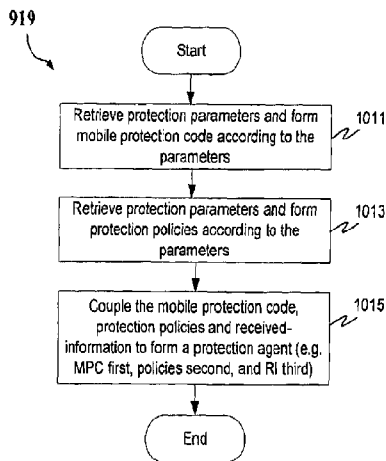 919
Start
Retrieve protection parameters and form
mobile protection code according to the
parameters
1011
Retrieve protection parameters and form
protection policies according to the
parameters
1013
Couple the mobile protection code,
protection policies and received-
information to form a protection agent (e.g.
MPC first, policies second, and RI third)
1015
End